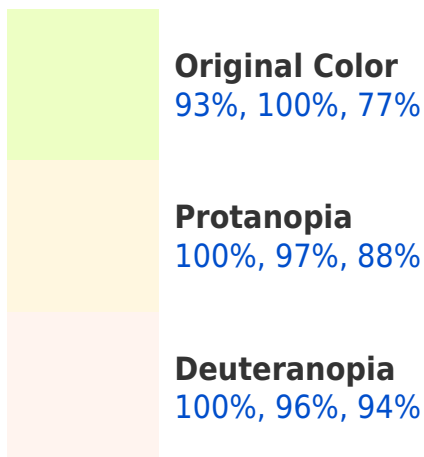 Original Color
93%, 100%, 77%
Protanopia
100%, 97%, 88%
Deuteranopia
100%, 96%, 94%